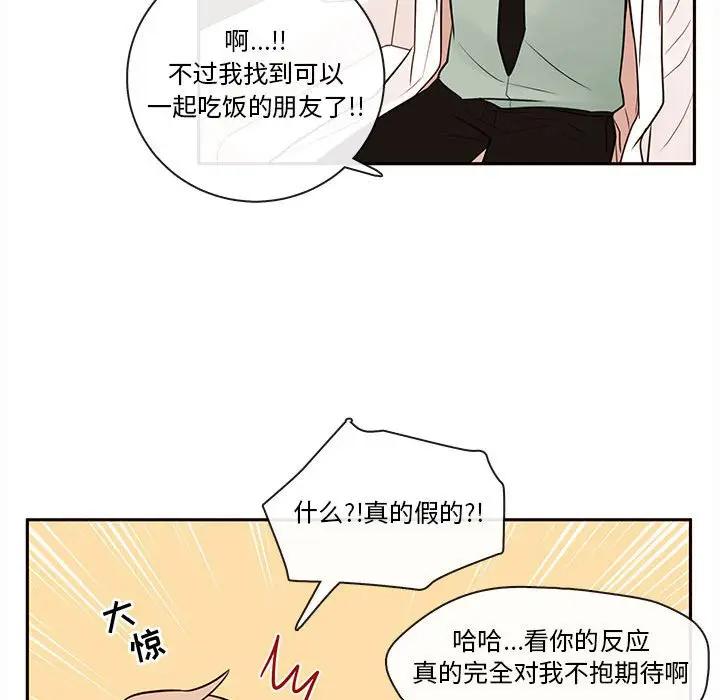 啊...!!
不过我找到可以
一起吃饭的朋友了!!
什么?!真的假的?!
大惊
哈哈...看你的反应
真的完全对我不抱期待啊